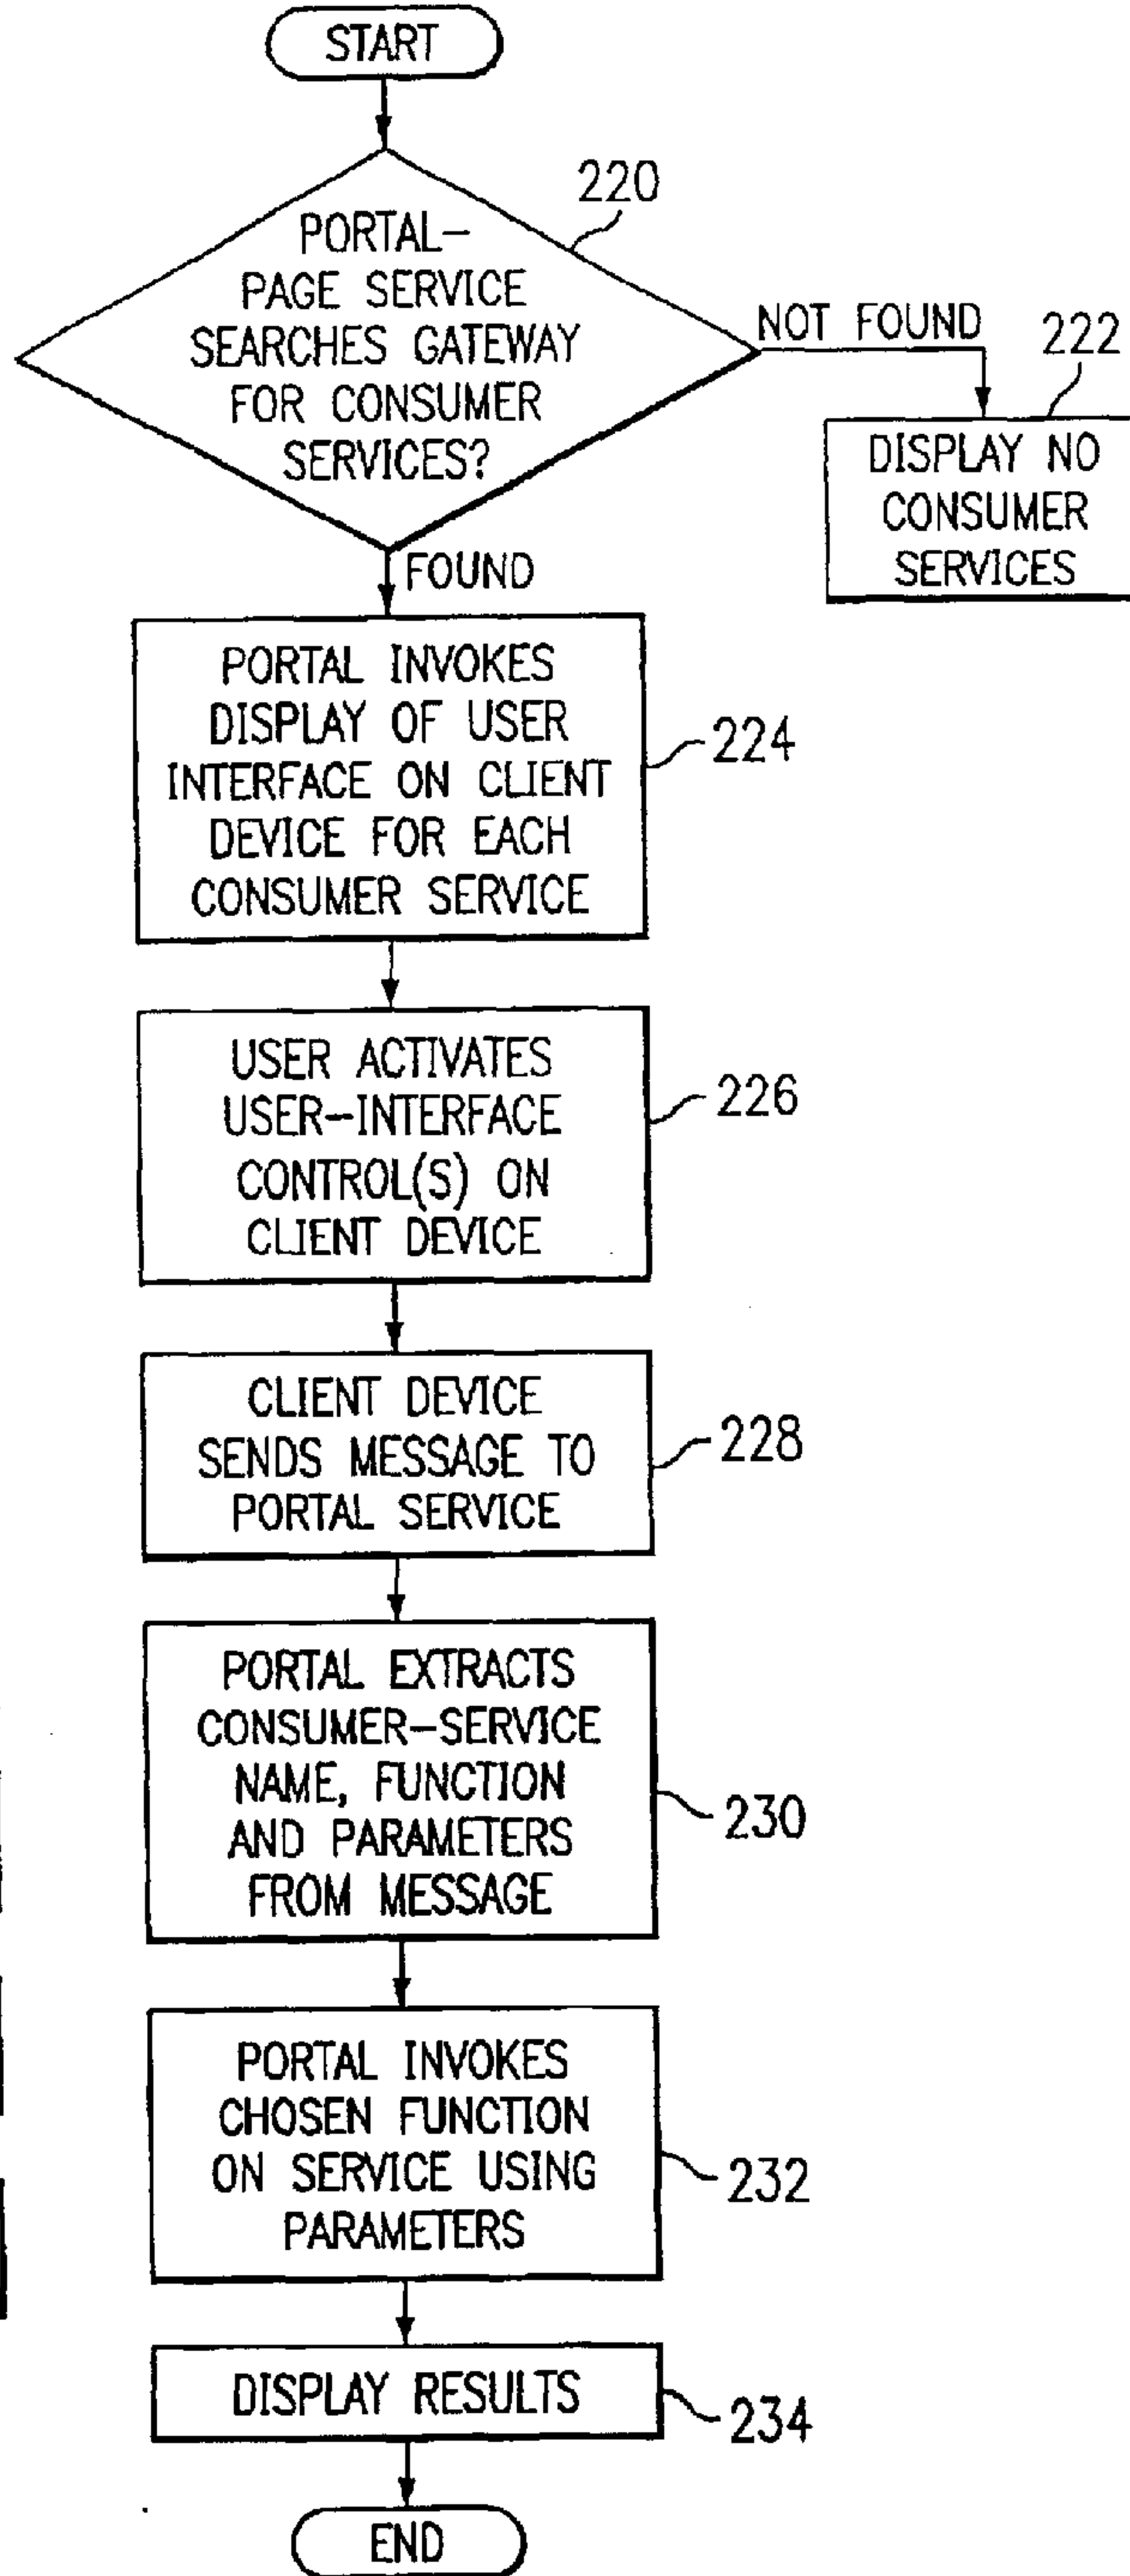 START
220
PORTAL-
PAGE SERVICE
SEARCHES GATEWAY
FOR CONSUMER
SERVICES?
NOT FOUND
222
DISPLAY NO
CONSUMER
SERVICES
FOUND
PORTAL INVOKES
DISPLAY OF USER
INTERFACE ON CLIENT
DEVICE FOR EACH
CONSUMER SERVICE
224
USER ACTIVATES
USER-INTERFACE
CONTROL(S) ON
CLIENT DEVICE
226
CLIENT DEVICE
SENDS MESSAGE TO
PORTAL SERVICE
228
PORTAL EXTRACTS
CONSUMER-SERVICE
NAME, FUNCTION
AND PARAMETERS
FROM MESSAGE
230
PORTAL INVOKES
CHOSEN FUNCTION
ON SERVICE USING
PARAMETERS
232
DISPLAY RESULTS
234
END